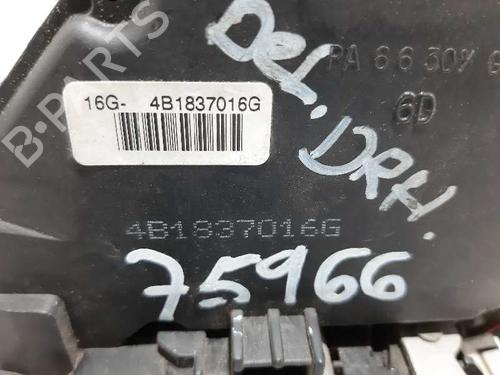 B-PARTS
16G- 4B1837016G
Del. DRH.
PA 66 30% G
6D
4B1837016G
75966